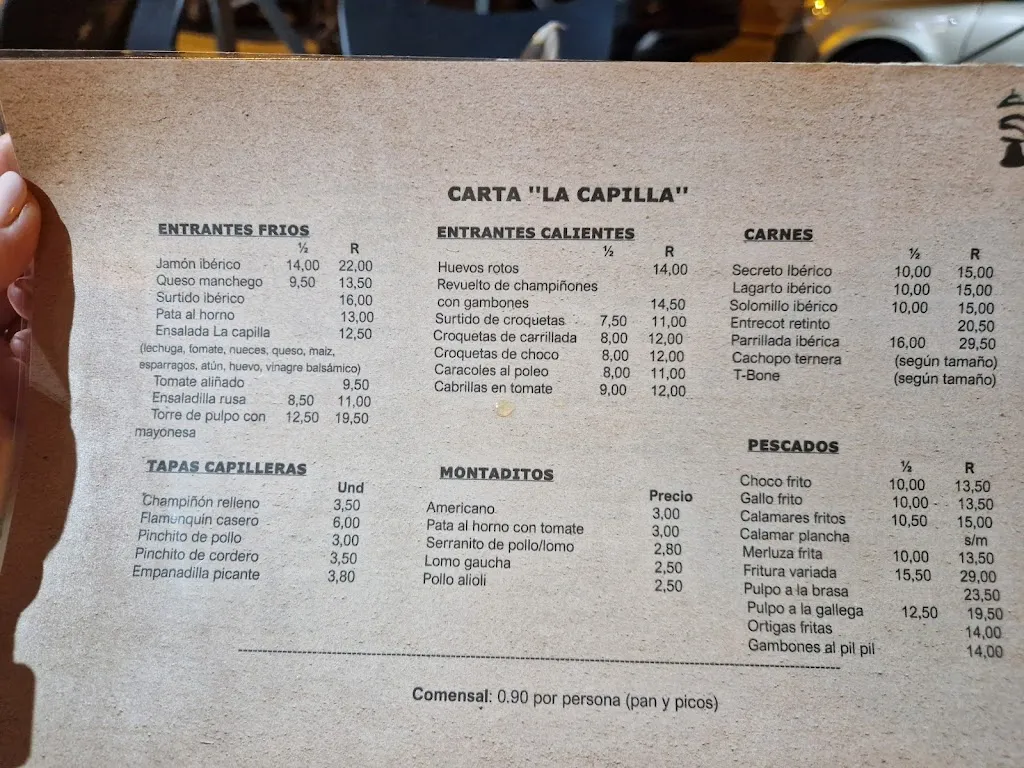 CARTA "LA CAPILLA"
ENTRANTES FRIOS
½ R
Jamón ibérico 14,00 22,00
Queso manchego 9,50 13,50
Surtido ibérico 16,00
Pata al horno 13,00
Ensalada La capilla 12,50
(lechuga, tomate, nueces, queso, maiz,
esparragos, atún, huevo, vinagre balsámico)
Tomate aliñado 9,50
Ensaladilla rusa 8,50 11,00
Torre de pulpo con 12,50 19,50
mayonesa
ENTRANTES CALIENTES
½ R
Huevos rotos 14,00
Revuelto de champiñones
con gambones 14,50
Surtido de croquetas 7,50 11,00
Croquetas de carrillada 8,00 12,00
Croquetas de choco 8,00 12,00
Caracoles al poleo 8,00 11,00
Cabrillas en tomate 9,00 12,00
CARNES
½ R
Secreto Ibérico 10,00 15,00
Lagarto ibérico 10,00 15,00
Solomillo ibérico 10,00 15,00
Entrecot retinto 20,50
Parrillada ibérica 16,00 29,50
Cachopo ternera (según tamaño)
T-Bone (según tamaño)
TAPAS CAPILLERAS
Und
Champiñón relleno 3,50
Flamenquin casero 6,00
Pinchito de pollo 3,00
Pinchito de cordero 3,50
Empanadilla picante 3,80
MONTADITOS
Precio
Americano 3,00
Pata al horno con tomate 3,00
Serranito de pollo/lomo 2,80
Lomo gaucha 2,50
Pollo alioli 2,50
PESCADOS
½ R
Choco frito 10,00 13,50
Gallo frito 10,00 13,50
Calamares fritos 10,50 15,00
Calamar plancha s/m
Merluza frita 10,00 13,50
Fritura variada 15,50 29,00
Pulpo a la brasa 23,50
Pulpo a la gallega 12,50 19,50
Ortigas fritas 14,00
Gambones al pil pil 14,00
Comensal: 0.90 por persona (pan y picos)